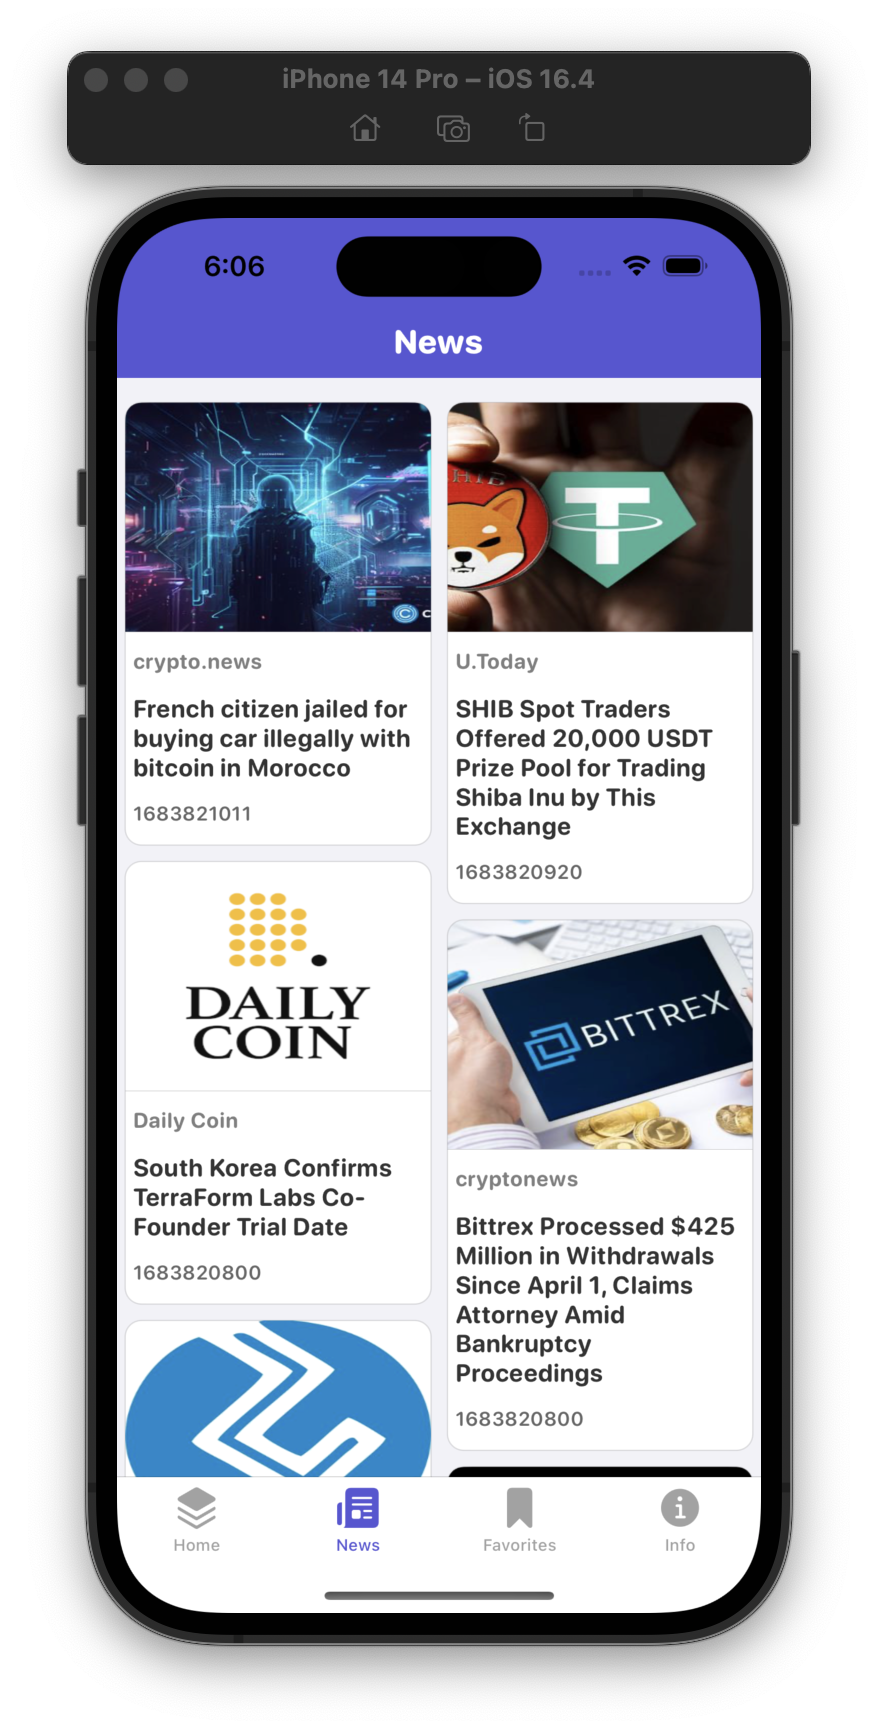 iPhone 14 Pro – iOS 16.4
6:06
News
crypto.news
French citizen jailed for
buying car illegally with
bitcoin in Morocco
1683821011
SHIB
T
U.Today
SHIB Spot Traders
Offered 20,000 USDT
Prize Pool for Trading
Shiba Inu by This
Exchange
1683820920
DAILY
COIN
Daily Coin
South Korea Confirms
TerraForm Labs Co-
Founder Trial Date
1683820800
BITTREX
cryptonews
Bittrex Processed $425
Million in Withdrawals
Since April 1, Claims
Attorney Amid
Bankruptcy
Proceedings
1683820800
Home
News
Favorites
Info